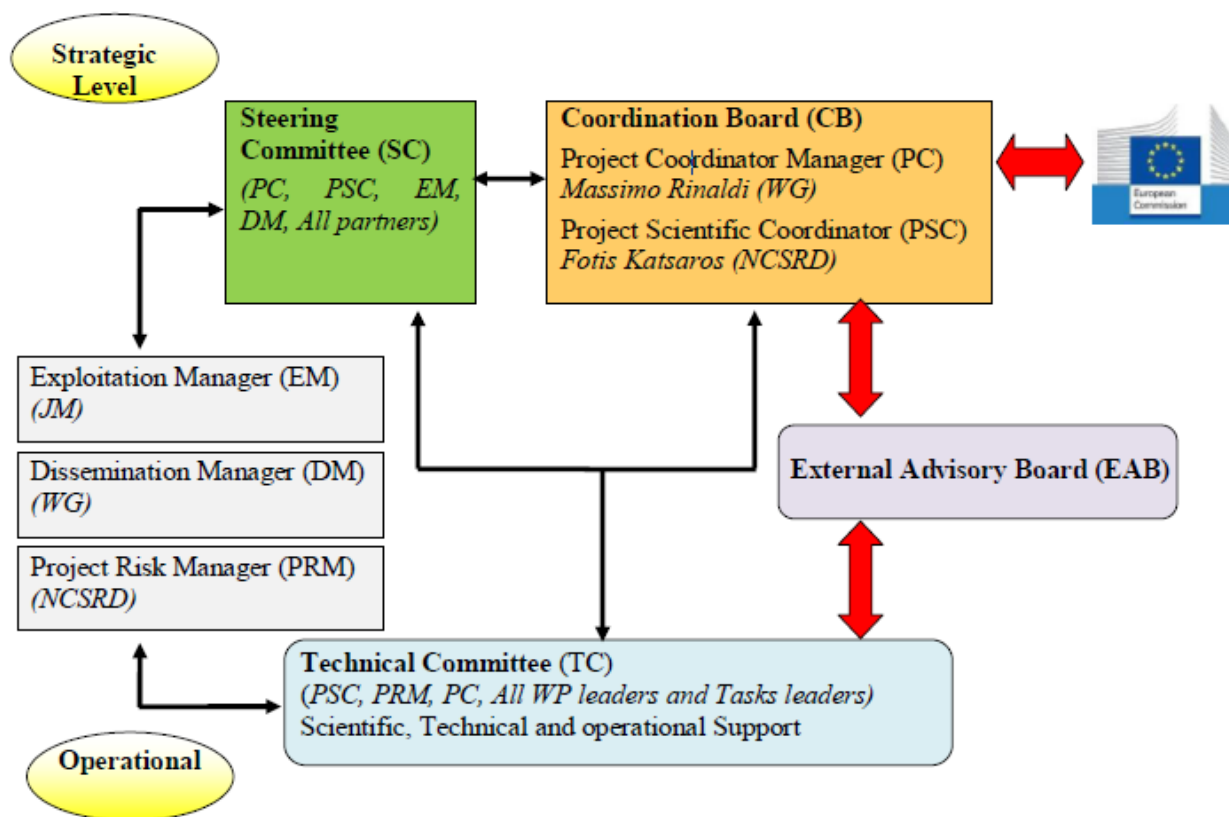 Strategic
Level
Steering
Committee (SC)
(PC, PSC, EM,
DM, All partners)
Coordination Board (CB)
Project Coordinator Manager (PC)
Massimo Rinaldi (WG)
Project Scientific Coordinator (PSC)
Fotis Katsaros (NCSRD)
European
Commission
Exploitation Manager (EM)
(JM)
Dissemination Manager (DM)
(WG)
Project Risk Manager (PRM)
(NCSRD)
External Advisory Board (EAB)
Technical Committee (TC)
(PSC, PRM, PC, All WP leaders and Tasks leaders)
Scientific, Technical and operational Support
Operational